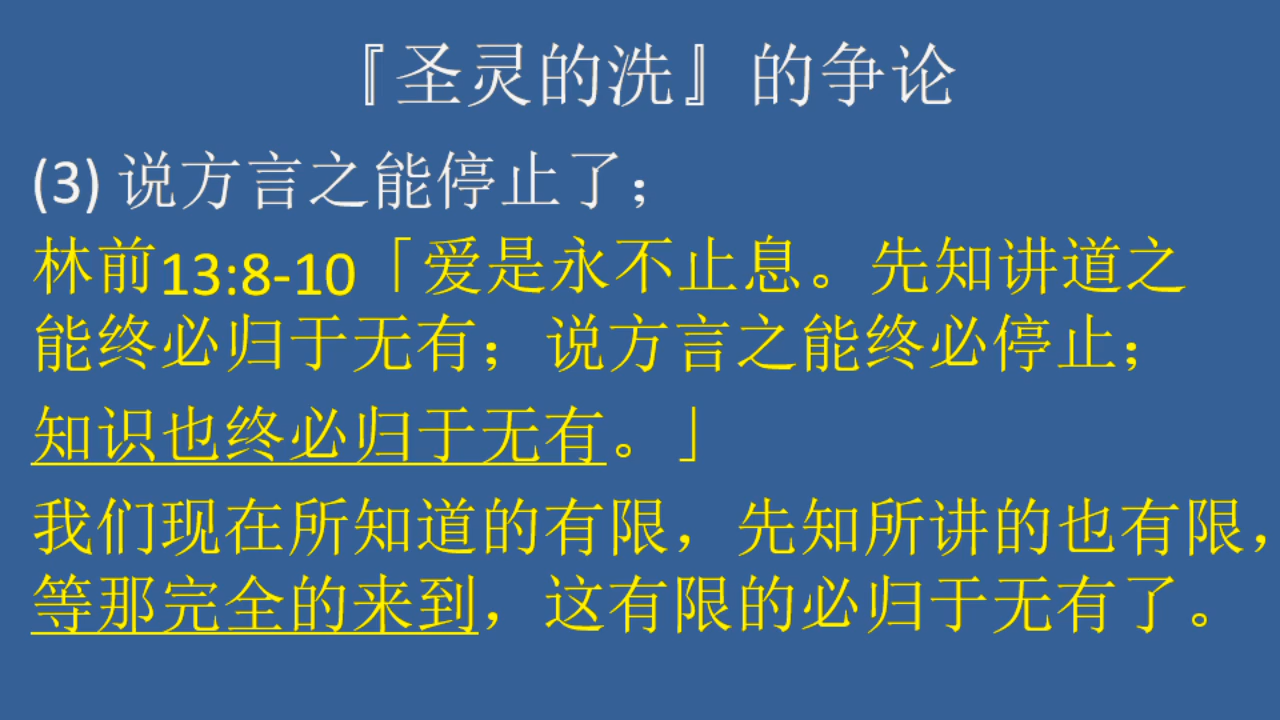 『圣灵的洗』的争论
(3) 说方言之能停止了；
林前13:8-10「爱是永不止息。先知讲道之
能终必归于无有；说方言之能终必停止；
知识也终必归于无有。」
我们现在所知道的有限，先知所讲的也有限，
等那完全的来到，这有限的必归于无有了。